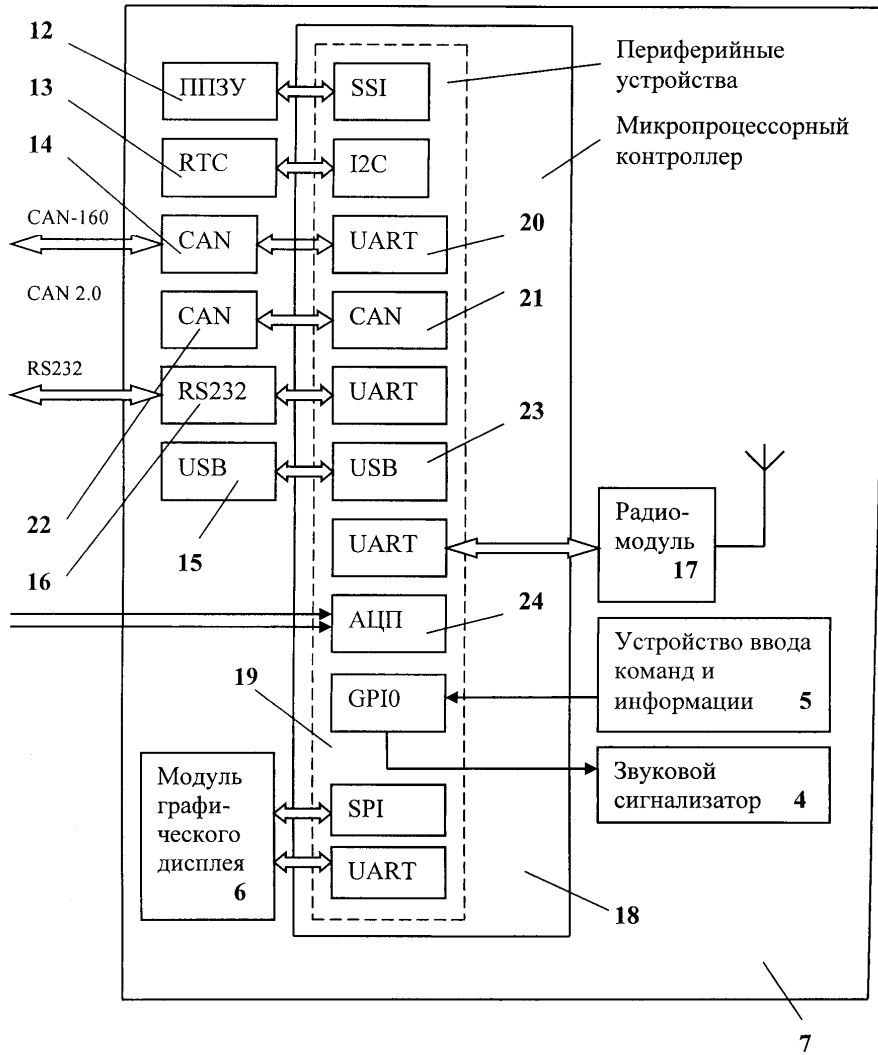 12
ППЗУ
SSI
Периферийные
устройства
13
RTC
I2C
Микропроцессорный
контроллер
14
CAN-160
CAN
UART
20
CAN 2.0
CAN
CAN
21
RS232
RS232
UART
USB
USB
23
22
15
16
UART
Радио-
модуль
17
АЦП
24
Устройство ввода
команд и
информации
5
19
GPI0
Звуковой
сигнализатор
4
Модуль
графи-
ческого
дисплея
6
SPI
UART
18
7